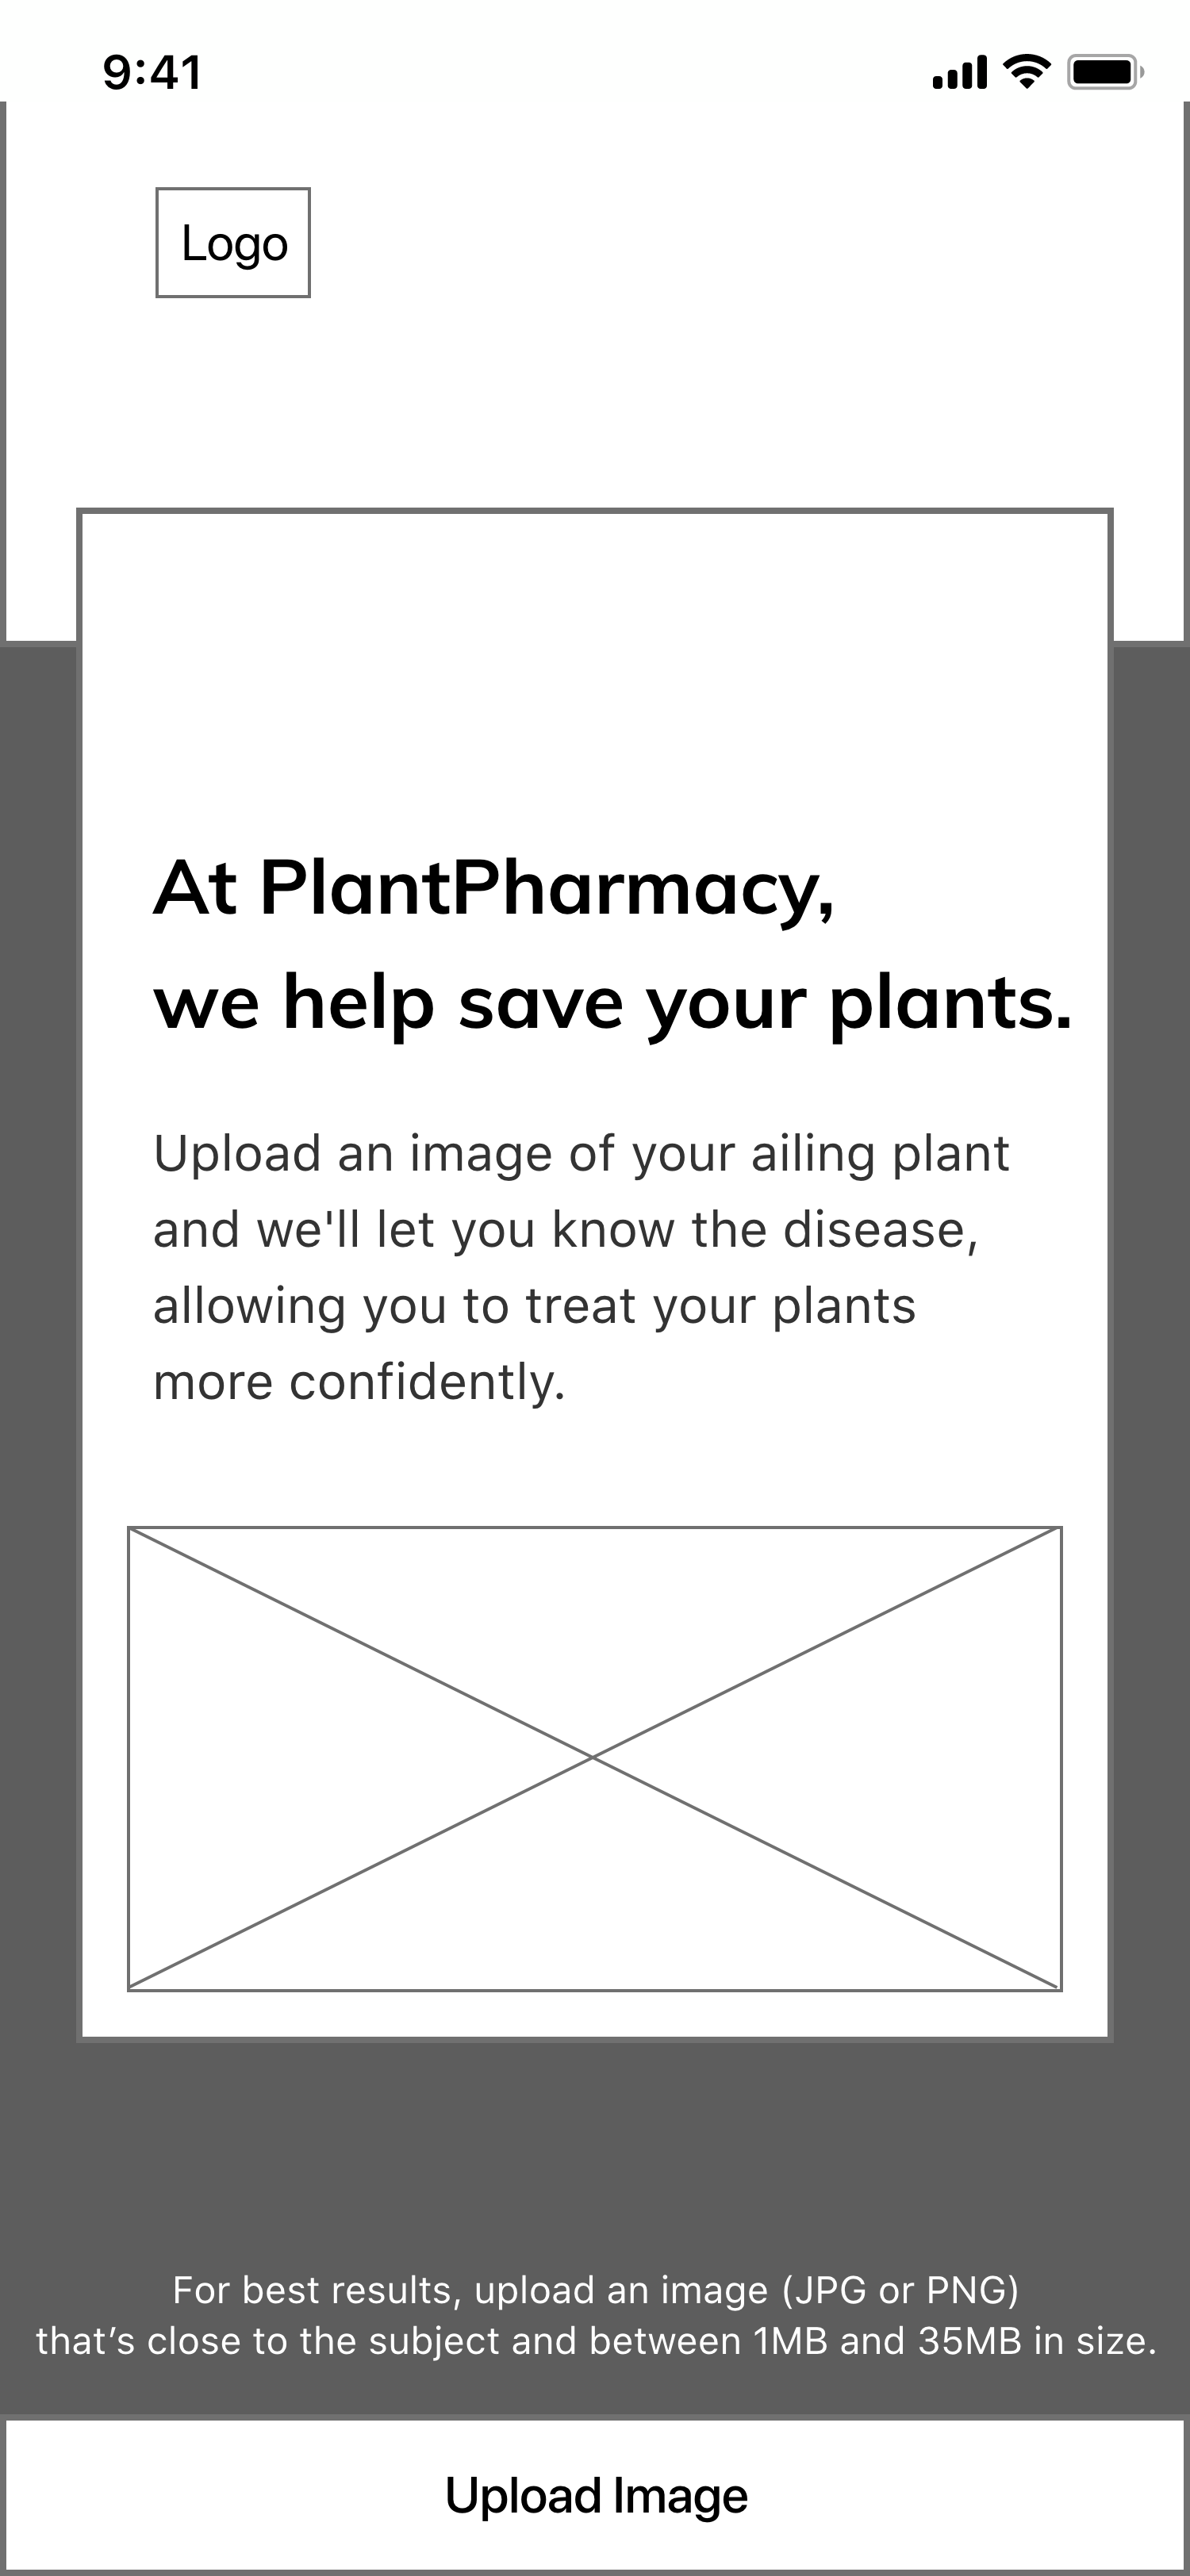 9:41
Logo
At PlantPharmacy,
we help save your plants.
Upload an image of your ailing plant
and we'll let you know the disease,
allowing you to treat your plants
more confidently.
For best results, upload an image (JPG or PNG)
that’s close to the subject and between 1MB and 35MB in size.
Upload Image